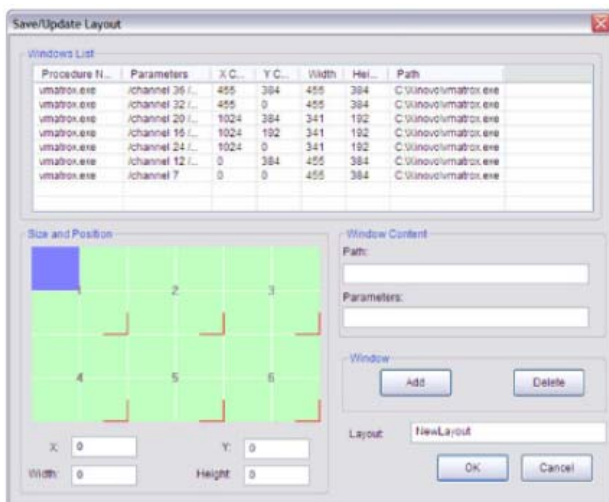 Save/Update Layout
Windows List
Procedure N... Parameters X C... Y C... Width Hei... Path
vmatrox.exe /channel 36 /... 455 384 455 384 C:\Xinovo\vmatrox.exe
vmatrox.exe /channel 32 /... 455 0 455 384 C:\Xinovo\vmatrox.exe
vmatrox.exe /channel 20 /... 1024 384 341 192 C:\Xinovo\vmatrox.exe
vmatrox.exe /channel 16 /... 1024 192 341 192 C:\Xinovo\vmatrox.exe
vmatrox.exe /channel 24 /... 1024 0 341 192 C:\Xinovo\vmatrox.exe
vmatrox.exe /channel 12 /... 0 384 455 384 C:\Xinovo\vmatrox.exe
vmatrox.exe /channel 7 0 0 455 384 C:\Xinovo\vmatrox.exe
Size and Position
1 2 3
4 5 6
X: 0 Y: 0
Width: 0 Height: 0
Window Content
Path:
Parameters:
Window
Add Delete
Layout: NewLayout
OK Cancel